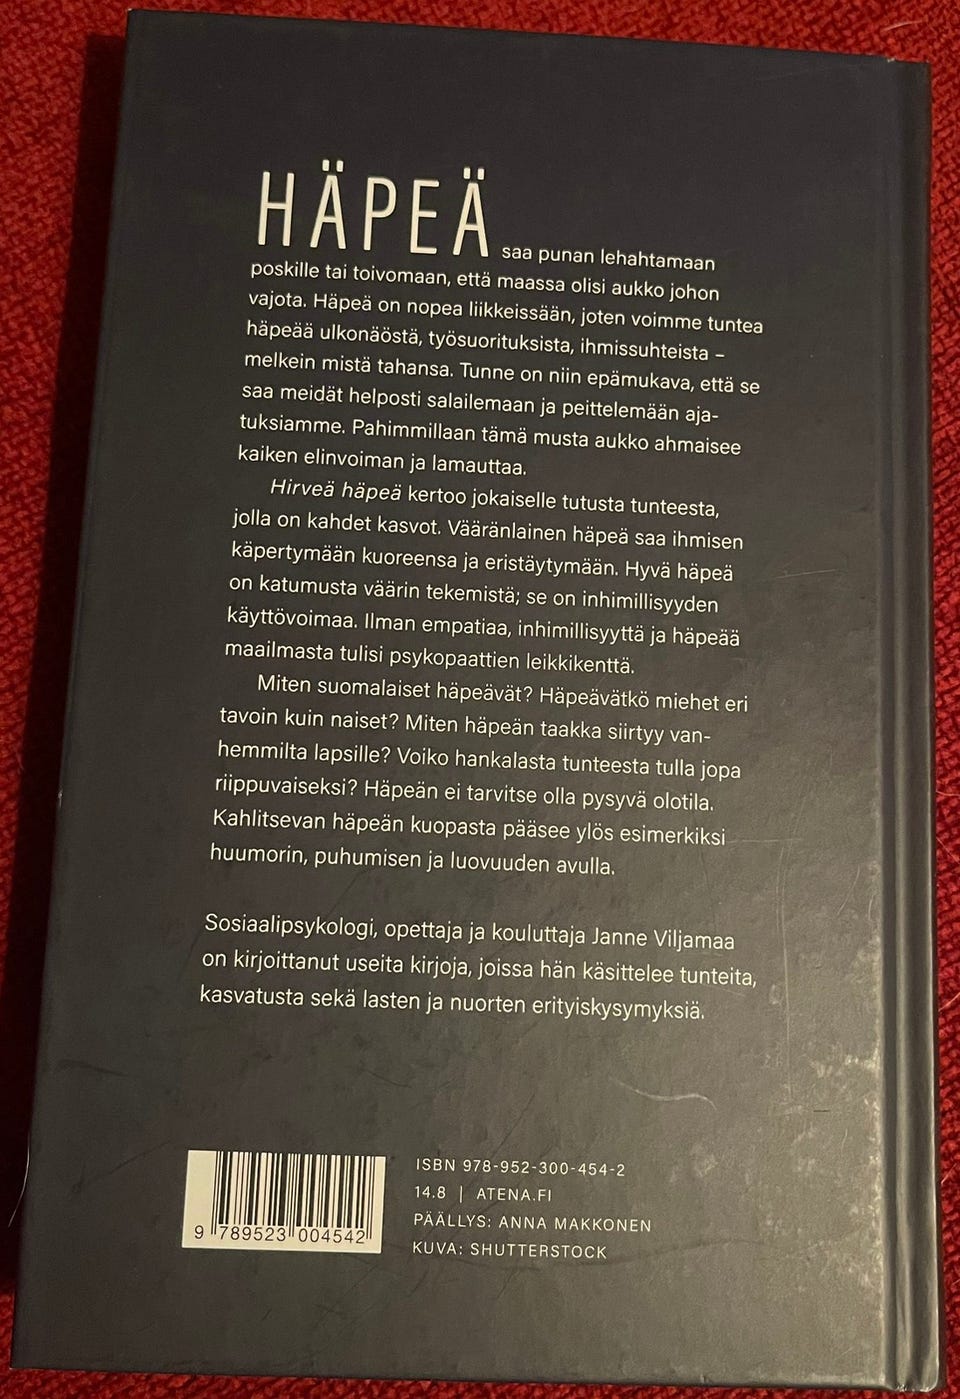 HÄPEÄ saa punan lehahtamaan
poskille tai toivomaan, että maassa olisi aukko johon
vajota. Häpeä on nopea liikkeissään, joten voimme tuntea
häpeää ulkonäöstä, työsuorituksista, ihmissuhteista –
melkein mistä tahansa. Tunne on niin epämukava, että se
saa meidät helposti salailemaan ja peittelemään aja-
tuksiamme. Pahimmillaan tämä musta aukko ahmaisee
kaiken elinvoiman ja lamauttaa.
Hirveä häpeä kertoo jokaiselle tutusta tunteesta,
jolla on kahdet kasvot. Vääränlainen häpeä saa ihmisen
käpertymään kuoreensa ja eristäytymään. Hyvä häpeä
on katumusta väärin tekemistä; se on inhimillisyyden
käyttövoimaa. Ilman empatiaa, inhimillisyyttä ja häpeää
maailmasta tulisi psykopaattien leikkikenttä.
Miten suomalaiset häpeävät? Häpeävätkö miehet eri
tavoin kuin naiset? Miten häpeän taakka siirtyy van-
hemmilta lapsille? Voiko hankalasta tunteesta tulla jopa
riippuvaiseksi? Häpeän ei tarvitse olla pysyvä olotila.
Kahlitsevan häpeän kuopasta pääsee ylös esimerkiksi
huumorin, puhumisen ja luovuuden avulla.
Sosiaalipsykologi, opettaja ja kouluttaja Janne Viljamaa
on kirjoittanut useita kirjoja, joissa hän käsittelee tunteita,
kasvatusta sekä lasten ja nuorten erityiskysymyksiä.
ISBN 978-952-300-454-2
14.8 | ATENA.FI
PÄÄLLYS: ANNA MAKKONEN
KUVA: SHUTTERSTOCK
9 789523 004542